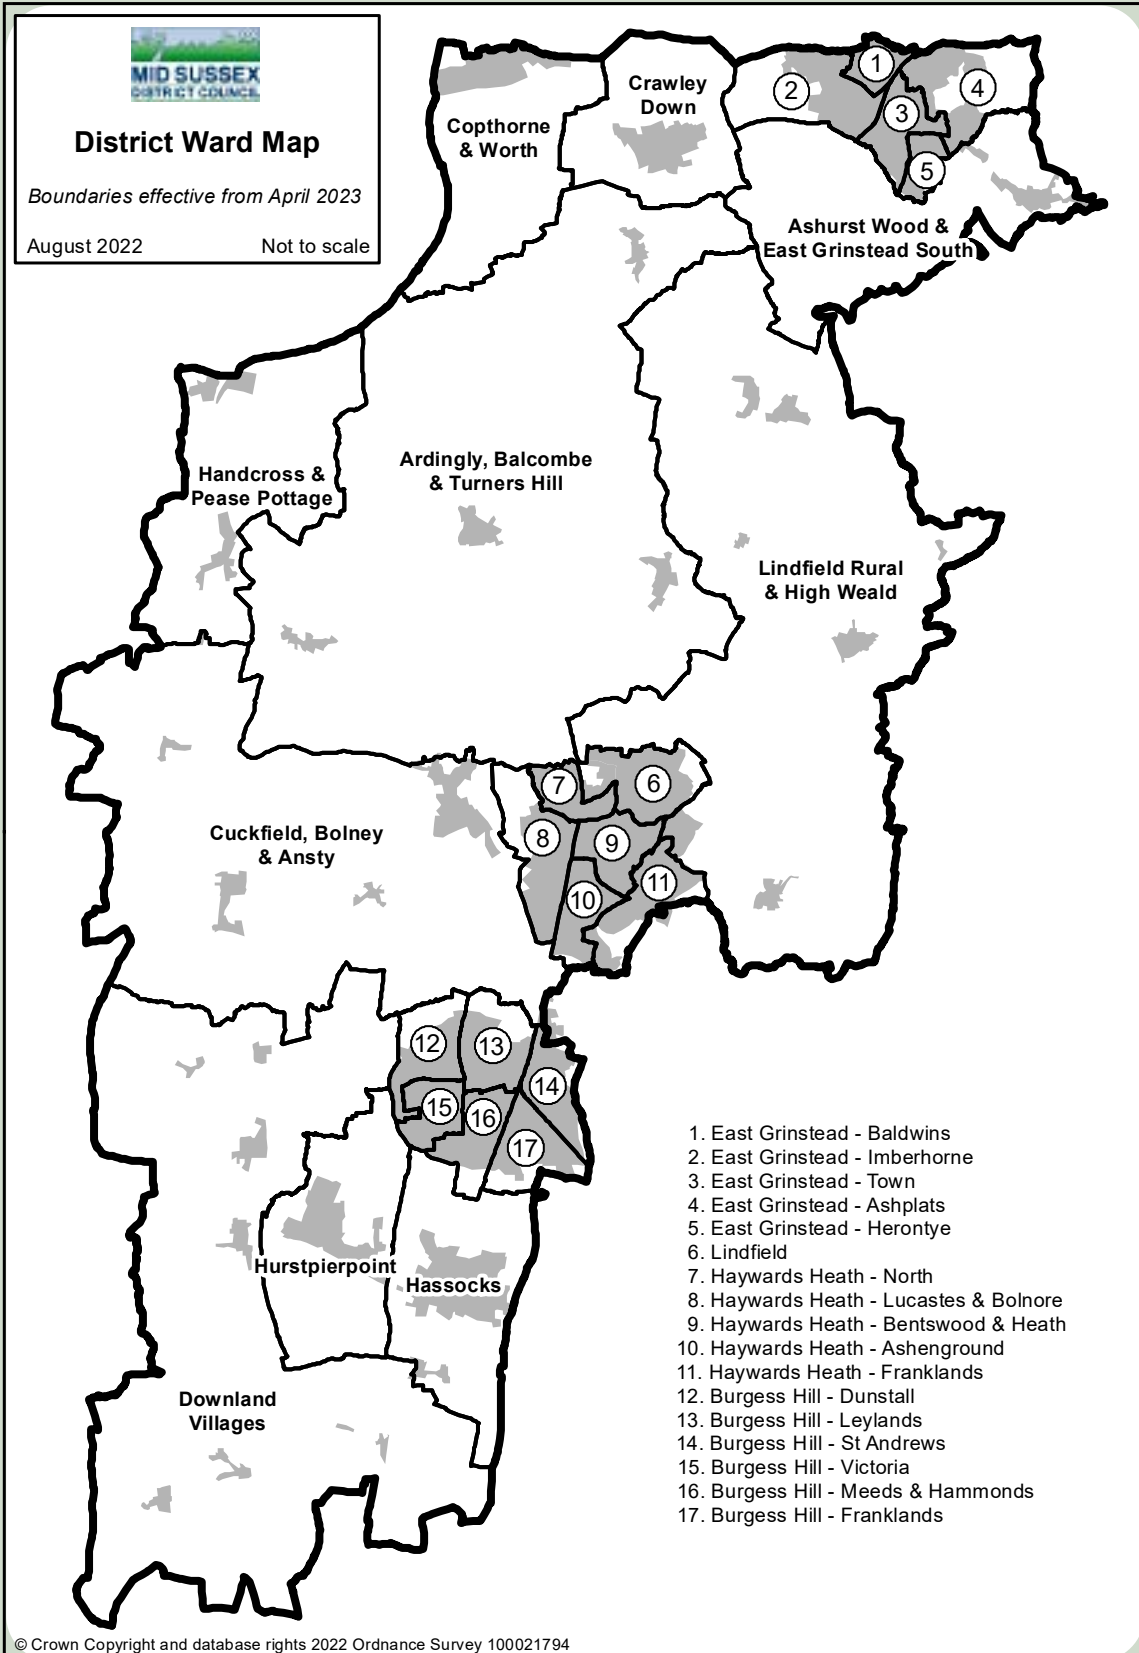 MID SUSSEX
DISTRICT COUNCIL
District Ward Map
Boundaries effective from April 2023
August 2022 Not to scale
Crawley
Down
Copthorne
& Worth
1
2
3
4
5
Ashurst Wood &
East Grinstead South
Handcross &
Pease Pottage
Ardingly, Balcombe
& Turners Hill
Lindfield Rural
& High Weald
Cuckfield, Bolney
& Ansty
6
7
8
9
10
11
12
13
14
15
16
17
Hurstpierpoint
Hassocks
Downland
Villages
1. East Grinstead - Baldwins
2. East Grinstead - Imberhorne
3. East Grinstead - Town
4. East Grinstead - Ashplats
5. East Grinstead - Herontye
6. Lindfield
7. Haywards Heath - North
8. Haywards Heath - Lucastes & Bolnore
9. Haywards Heath - Bentswood & Heath
10. Haywards Heath - Ashenground
11. Haywards Heath - Franklands
12. Burgess Hill - Dunstall
13. Burgess Hill - Leylands
14. Burgess Hill - St Andrews
15. Burgess Hill - Victoria
16. Burgess Hill - Meeds & Hammonds
17. Burgess Hill - Franklands
© Crown Copyright and database rights 2022 Ordnance Survey 100021794